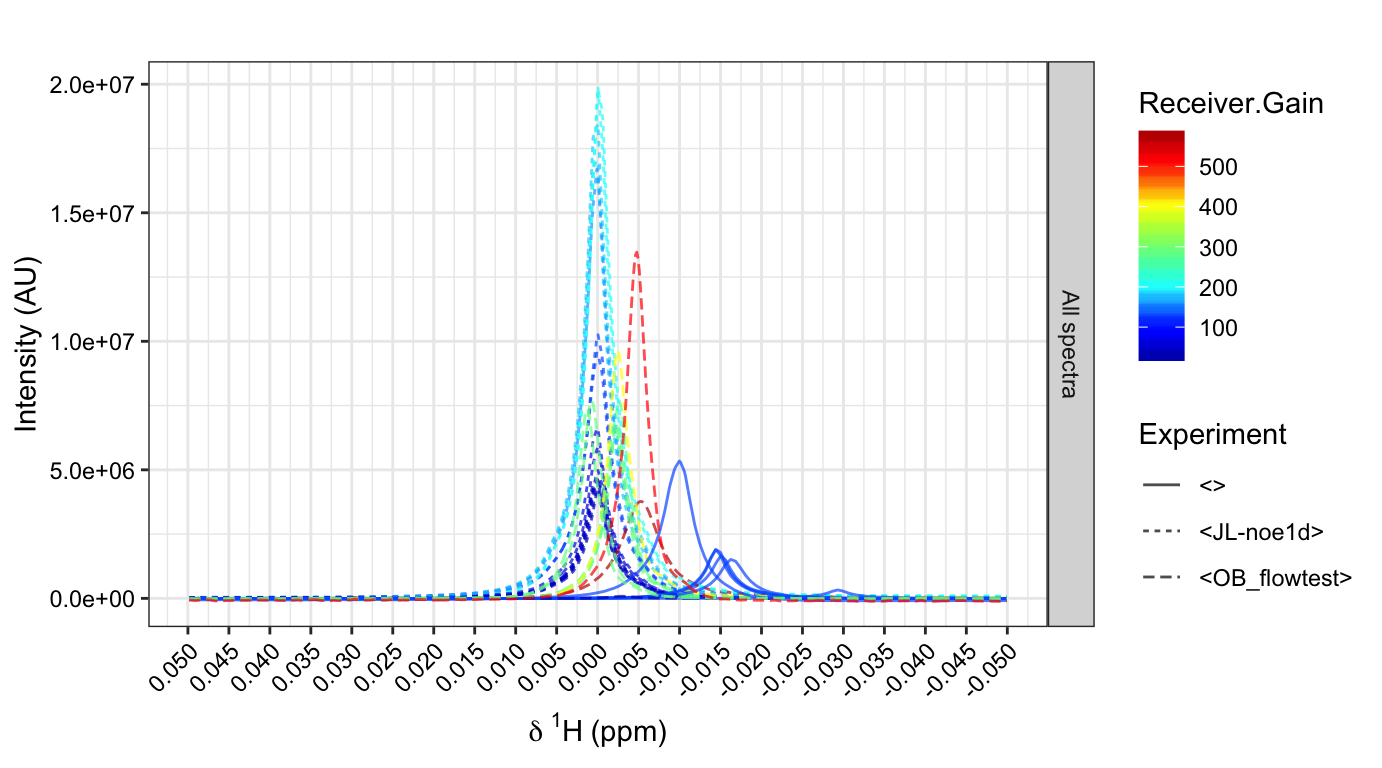 Intensity (AU)
2.0e+07
1.5e+07
1.0e+07
5.0e+06
0.0e+00
0.050
0.045
0.040
0.035
0.030
0.025
0.020
0.015
0.010
0.005
0.000
-0.005
-0.010
-0.015
-0.020
-0.025
-0.030
-0.035
-0.040
-0.045
-0.050
δ ¹H (ppm)
All spectra
Receiver.Gain
500
400
300
200
100
Experiment
<>
<JL-noe1d>
<OB_flowtest>